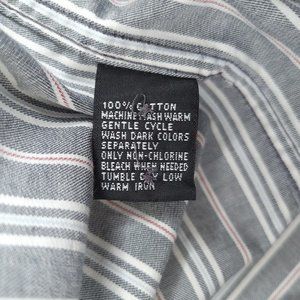 100% COTTON
MACHINE WASH WARM
GENTLE CYCLE
WASH DARK COLORS
SEPARATELY
ONLY NON-CHLORINE
BLEACH WHEN NEEDED
TUMBLE DRY LOW
WARM IRON